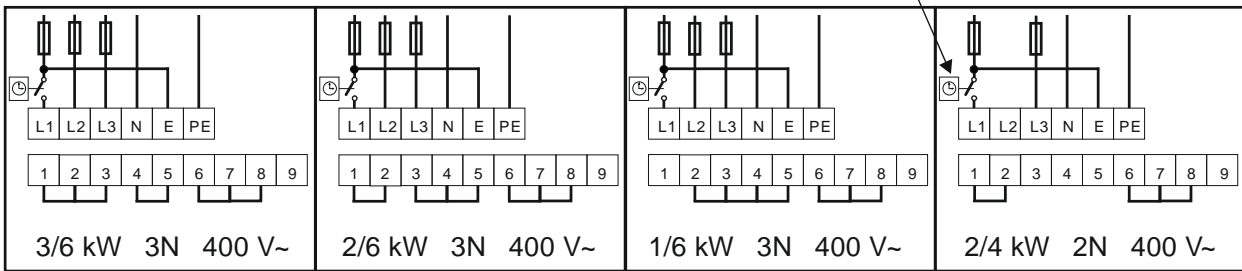 L1 L2 L3 N E PE
1 2 3 4 5 6 7 8 9
3/6 kW 3N 400 V~
L1 L2 L3 N E PE
1 2 3 4 5 6 7 8 9
2/6 kW 3N 400 V~
L1 L2 L3 N E PE
1 2 3 4 5 6 7 8 9
1/6 kW 3N 400 V~
L1 L2 L3 N E PE
1 2 3 4 5 6 7 8 9
2/4 kW 2N 400 V~